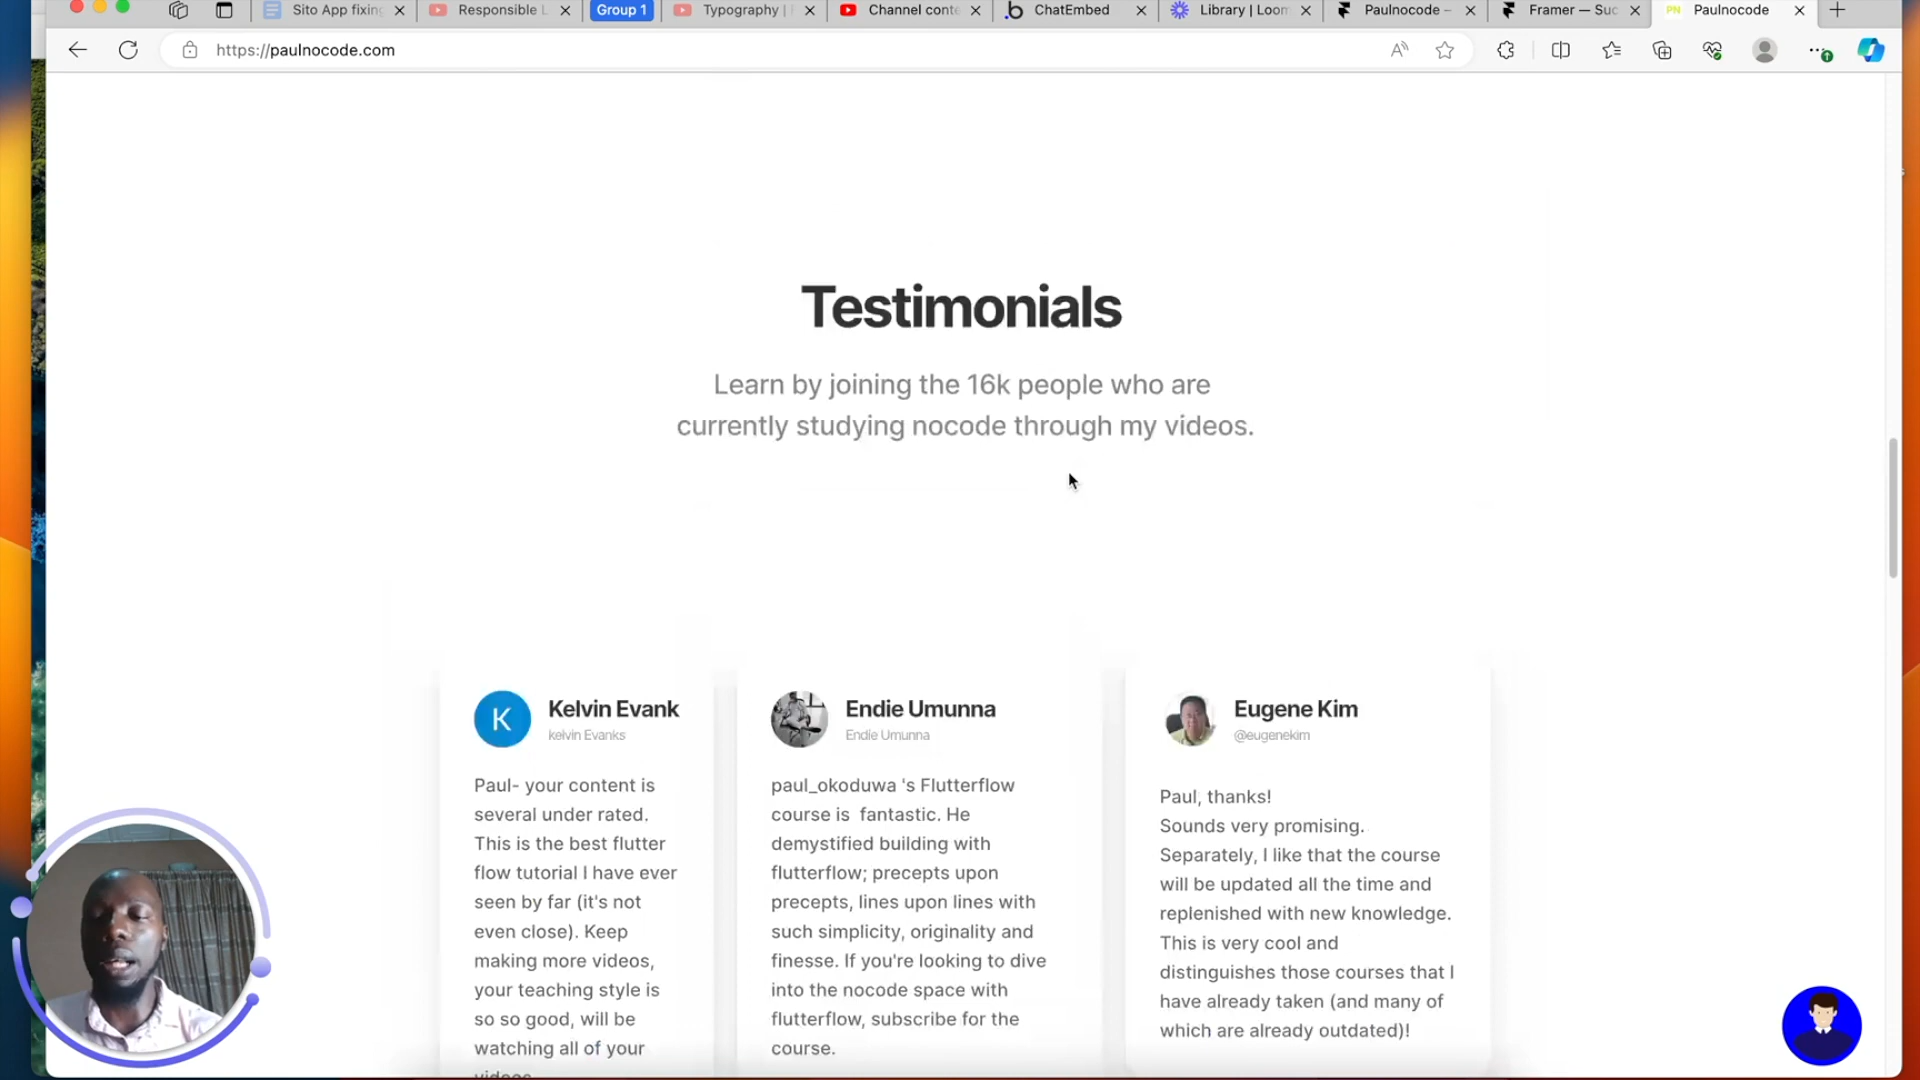 Sito App fixin
Responsible L
Group 1
Typography |
Channel conte
ChatEmbed
Library | Loom
Paulnocode –
Framer — Suc
PN
Paulnocode
https://paulnocode.com
Testimonials
Learn by joining the 16k people who are
currently studying nocode through my videos.
K
Kelvin Evank
kelvin Evanks
Paul- your content is
several under rated.
This is the best flutter
flow tutorial I have ever
seen by far (it's not
even close). Keep
making more videos,
your teaching style is
so so good, will be
watching all of your
videos
Endie Umunna
Endie Umunna
paul_okoduwa 's Flutterflow
course is  fantastic. He
demystified building with
flutterflow; precepts upon
precepts, lines upon lines with
such simplicity, originality and
finesse. If you're looking to dive
into the nocode space with
flutterflow, subscribe for the
course.
Eugene Kim
@eugenekim
Paul, thanks!
Sounds very promising.
Separately, I like that the course
will be updated all the time and
replenished with new knowledge.
This is very cool and
distinguishes those courses that I
have already taken (and many of
which are already outdated)!